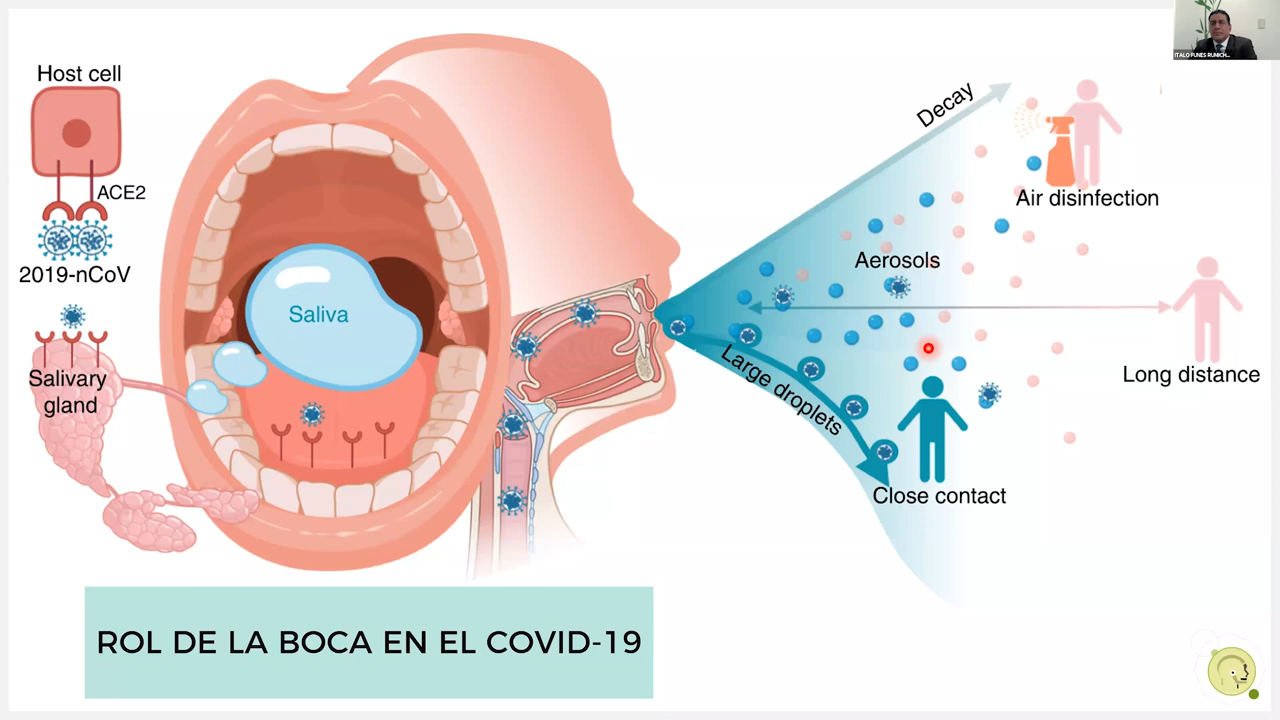 Host cell
ACE2
2019-nCoV
Salivary
gland
Saliva
Decay
Air disinfection
Aerosols
Large droplets
Long distance
Close contact
ROL DE LA BOCA EN EL COVID-19
ITALO FUNES RUMICH...